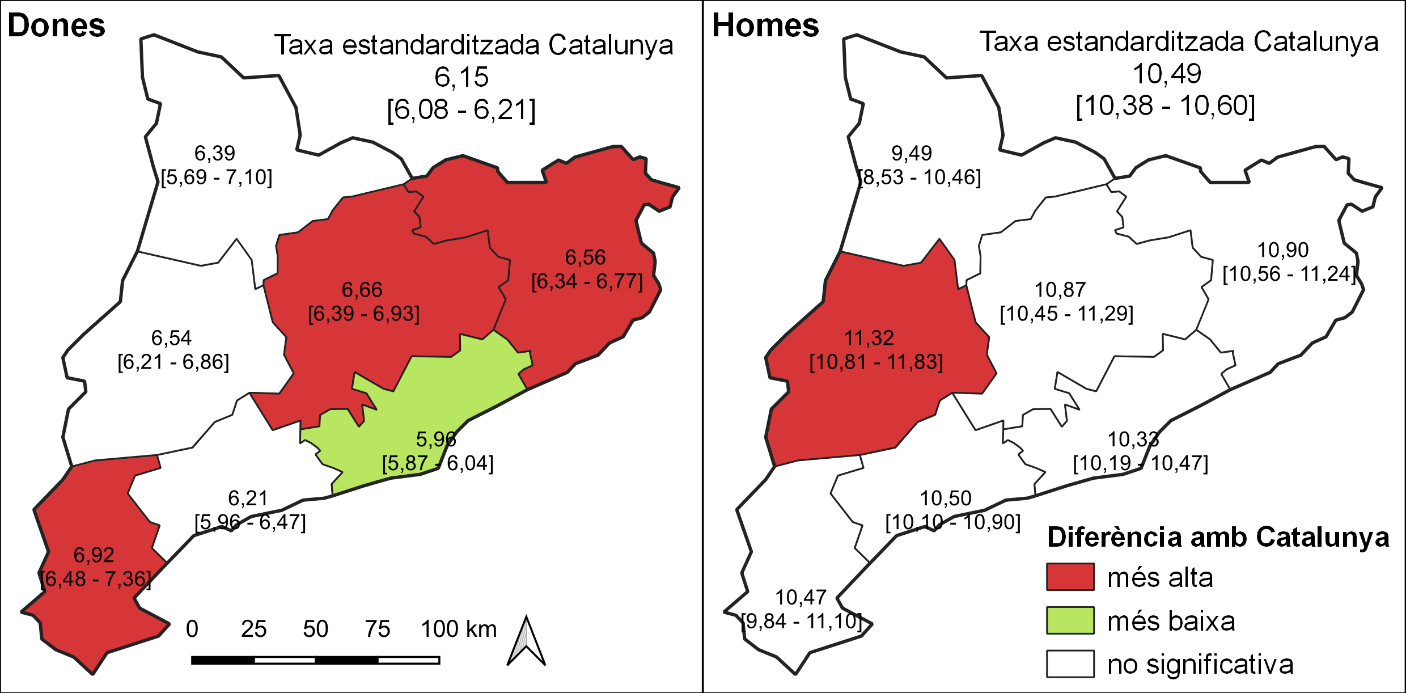 Dones
Taxa estandarditzada Catalunya
6,15
[6,08 - 6,21]
6,39
[5,69 - 7,10]
6,56
[6,34 - 6,77]
6,66
[6,39 - 6,93]
6,54
[6,21 - 6,86]
5,96
[5,87 - 6,04]
6,21
[5,96 - 6,47]
6,92
[6,48 - 7,36]
0 25 50 75 100 km
Homes
Taxa estandarditzada Catalunya
10,49
[10,38 - 10,60]
9,49
[8,53 - 10,46]
10,90
[10,56 - 11,24]
10,87
[10,45 - 11,29]
11,32
[10,81 - 11,83]
10,33
[10,19 - 10,47]
10,50
[10,10 - 10,90]
10,47
[9,84 - 11,10]
Diferència amb Catalunya
més alta
més baixa
no significativa